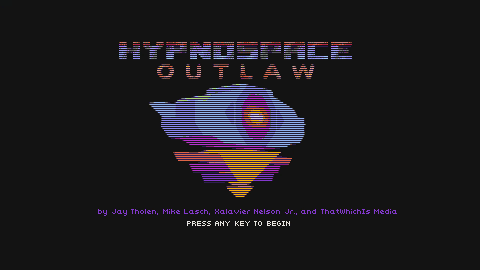 HYPNOSPACE
OUTLAW
by Jay Tholen, Mike Lasch, Xalavier Nelson Jr., and ThatWhichIs Media
PRESS ANY KEY TO BEGIN